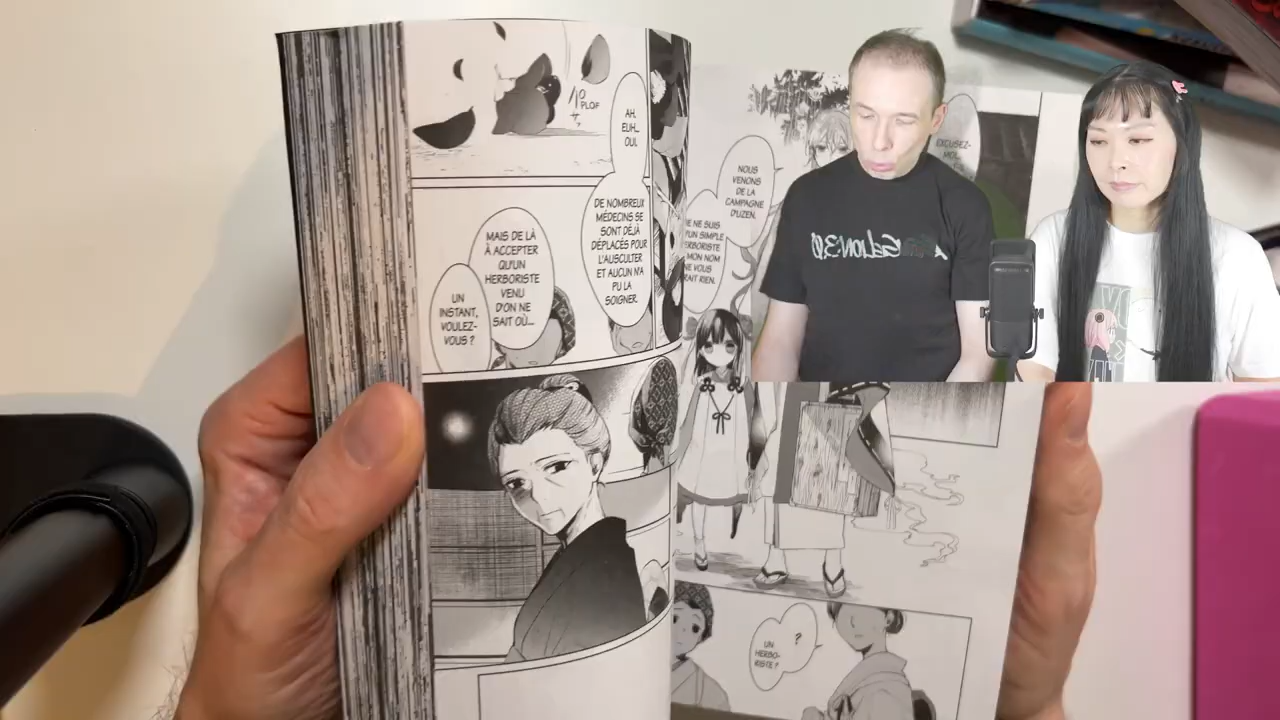 EXCUSEZ-
MOI...
NOUS
VENONS
DE LA
CAMPAGNE
D'UZEN.
JE NE SUIS
QU'UN SIMPLE
HERBORISTE
MON NOM
NE VOUS
DIRAIT RIEN.
UN
HERBO-
RISTE ?
?
PLOF
AH,
EUH...
OUI.
DE NOMBREUX
MÉDECINS SE
SONT DÉJÀ
DÉPLACÉS POUR
L'AUSCULTER
ET AUCUN N'A
PU LA
SOIGNER.
MAIS DE LÀ
À ACCEPTER
QU'UN
HERBORISTE
VENU
D'ON NE
SAIT OÙ...
UN
INSTANT,
VOULEZ-
VOUS ?